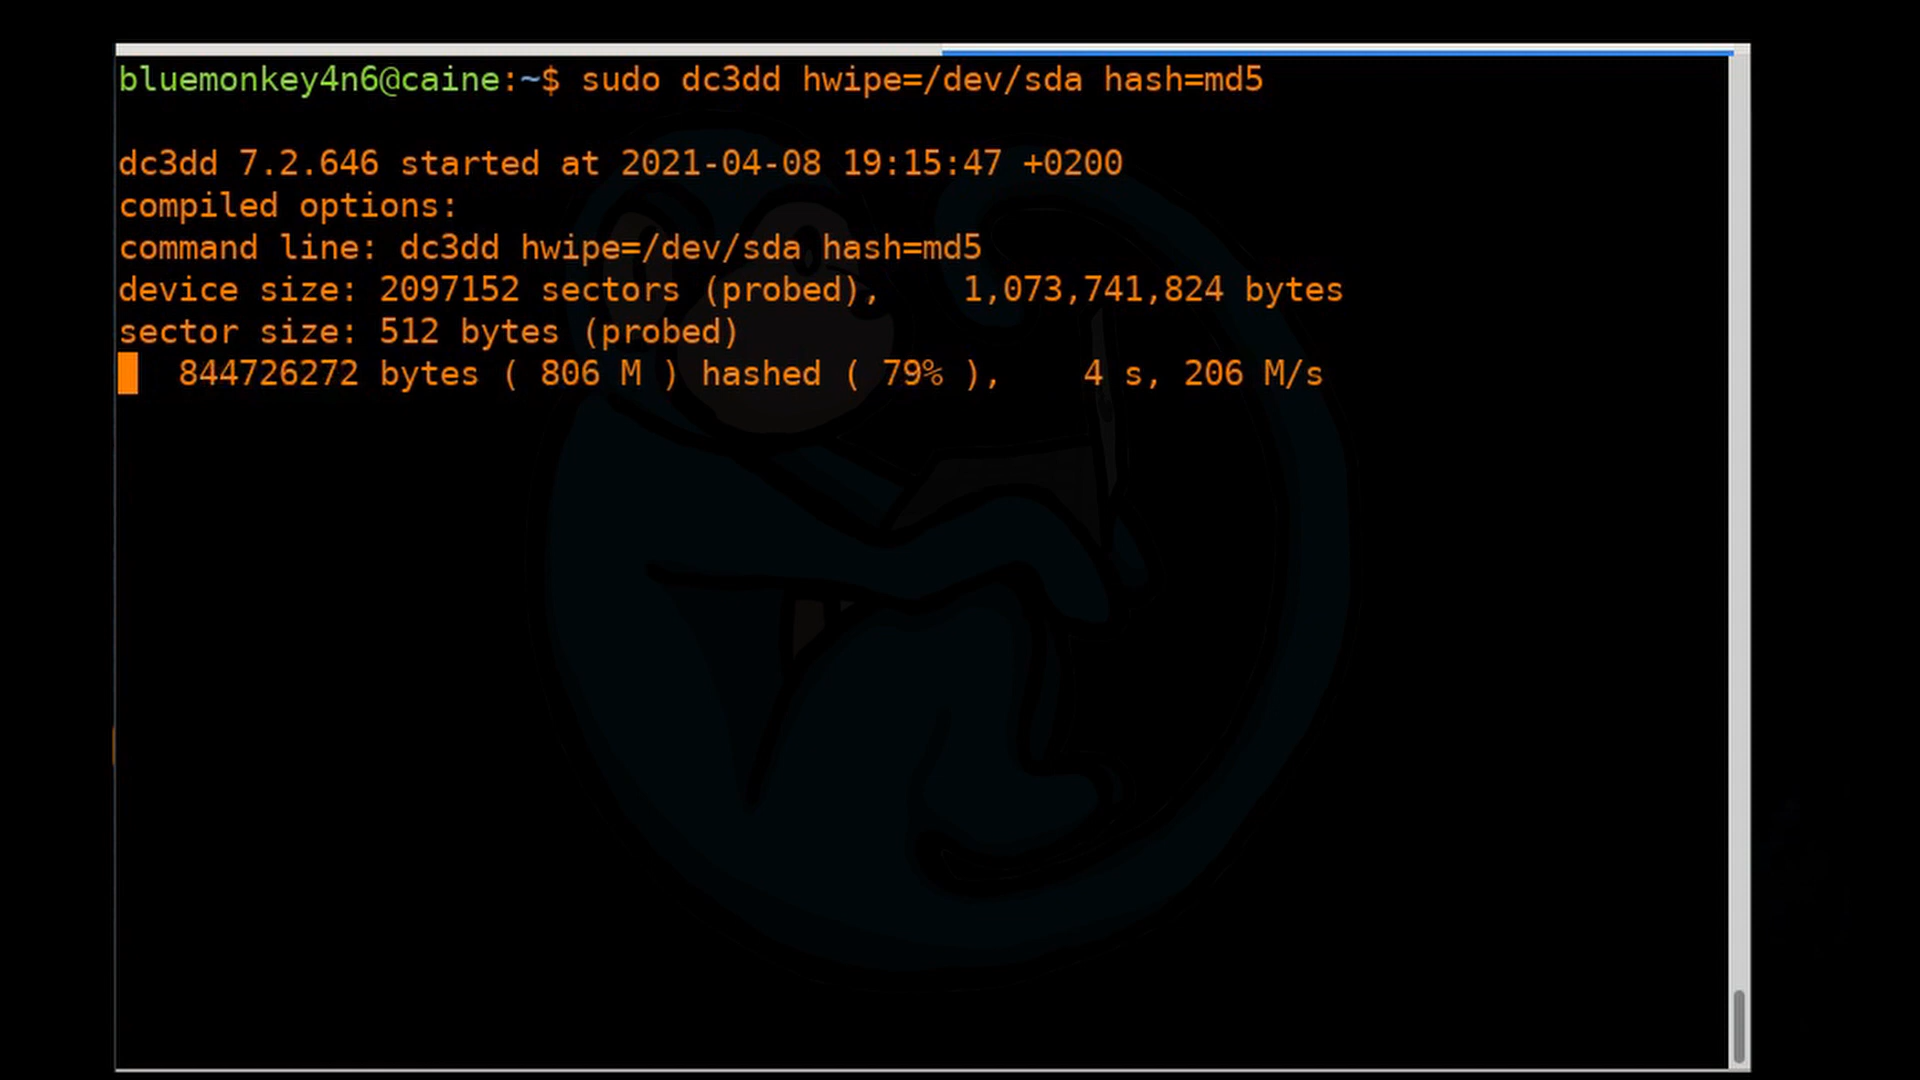 bluemonkey4n6@caine:~$ sudo dc3dd hwipe=/dev/sda hash=md5
dc3dd 7.2.646 started at 2021-04-08 19:15:47 +0200
compiled options:
command line: dc3dd hwipe=/dev/sda hash=md5
device size: 2097152 sectors (probed),    1,073,741,824 bytes
sector size: 512 bytes (probed)
844726272 bytes ( 806 M ) hashed ( 79% ),    4 s, 206 M/s